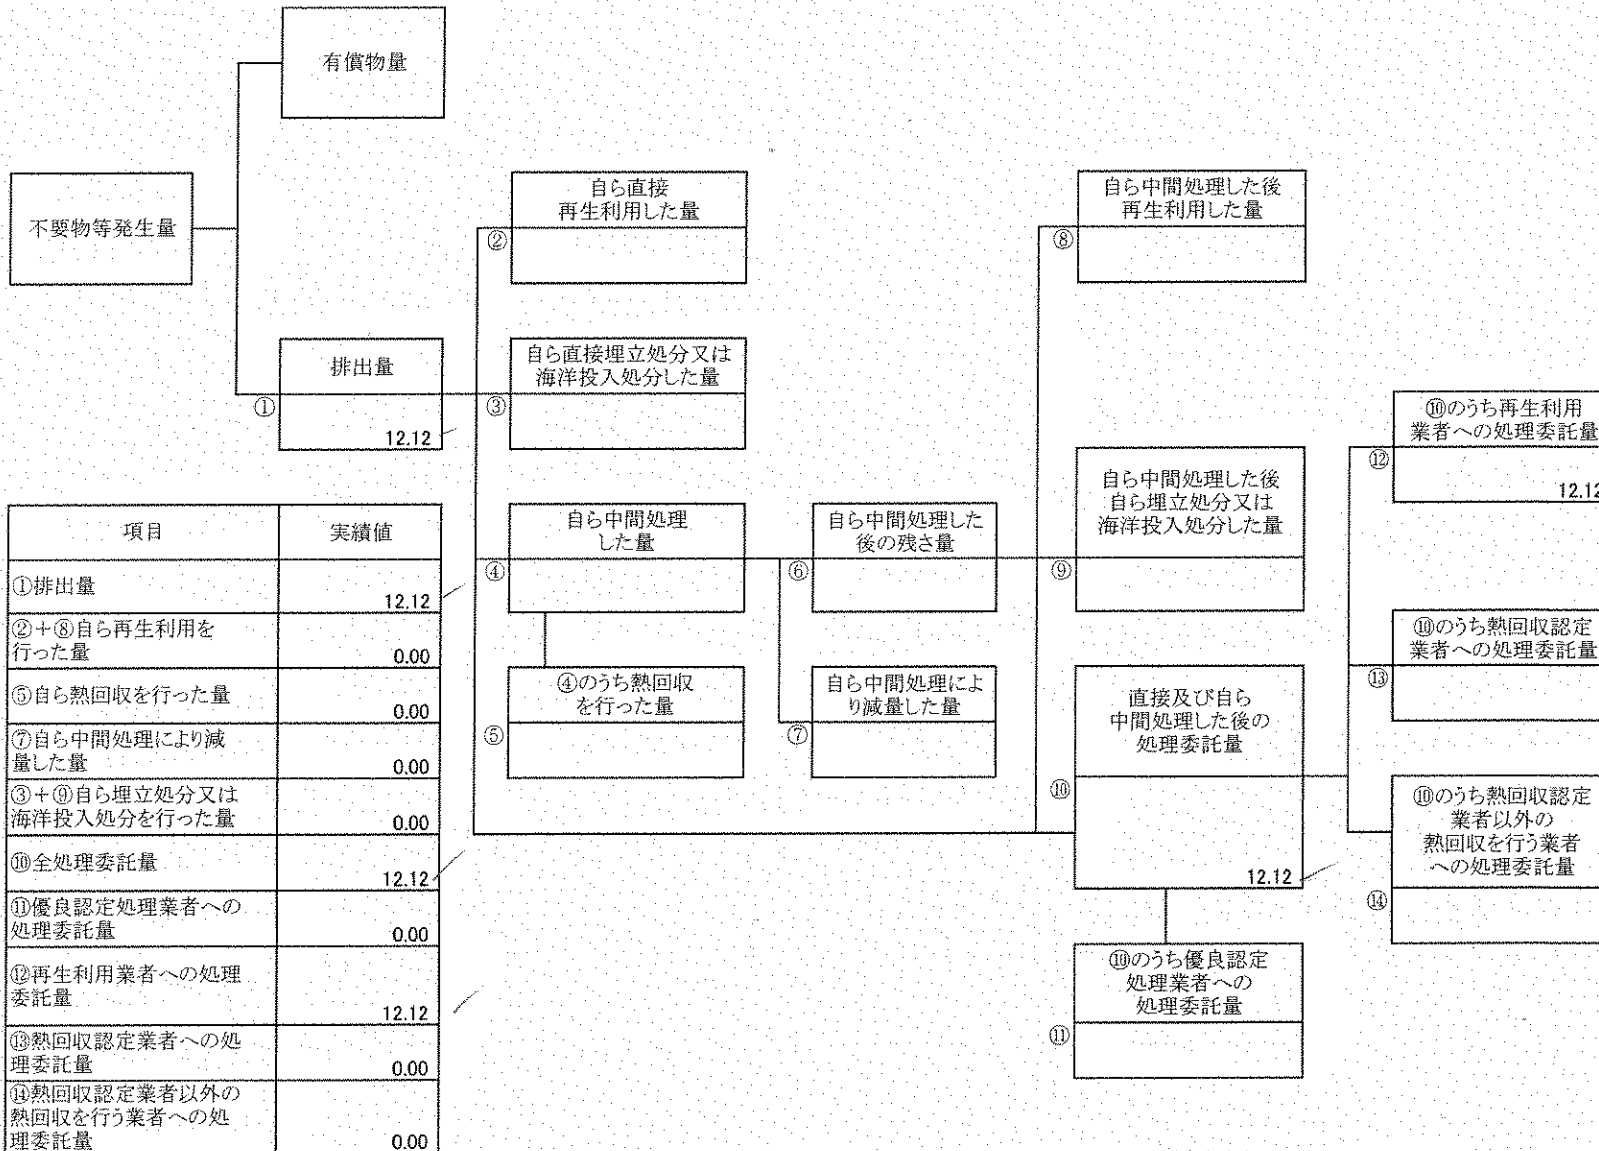 有償物量
不要物等発生量
排出量
①
12.12
自ら直接
再生利用した量
②
自ら直接埋立処分又は
海洋投入処分した量
③
自ら中間処理
した量
④
④のうち熱回収
を行った量
⑤
自ら中間処理した
後の残さ量
⑥
自ら中間処理によ
り減量した量
⑦
自ら中間処理した後
再生利用した量
⑧
自ら中間処理した後
自ら埋立処分又は
海洋投入処分した量
⑨
直接及び自ら
中間処理した後の
処理委託量
⑩
12.12
⑩のうち優良認定
処理業者への
処理委託量
⑪
⑩のうち再生利用
業者への処理委託量
⑫
12.12
⑩のうち熱回収認定
業者への処理委託量
⑬
⑩のうち熱回収認定
業者以外の
熱回収を行う業者
への処理委託量
⑭
項目 実績値
①排出量
12.12
②+⑧自ら再生利用を
行った量
0.00
⑤自ら熱回収を行った量
0.00
⑦自ら中間処理により減
量した量
0.00
③+⑨自ら埋立処分又は
海洋投入処分を行った量
0.00
⑩全処理委託量
12.12
⑪優良認定処理業者への
処理委託量
0.00
⑫再生利用業者への処理
委託量
12.12
⑬熱回収認定業者への処
理委託量
0.00
⑭熱回収認定業者以外の
熱回収を行う業者への処
理委託量
0.00